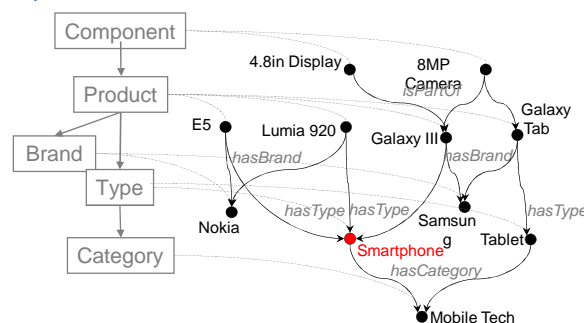 Component
4.8in Display
8MP
Camera
isPartOf
Product
E5
Lumia 920
Galaxy III
Galaxy
Tab
Brand
hasBrand
hasBrand
Type
Nokia
hasType
hasType
Samsun
g
hasType
Smartphone
Tablet
Category
hasCategory
Mobile Tech